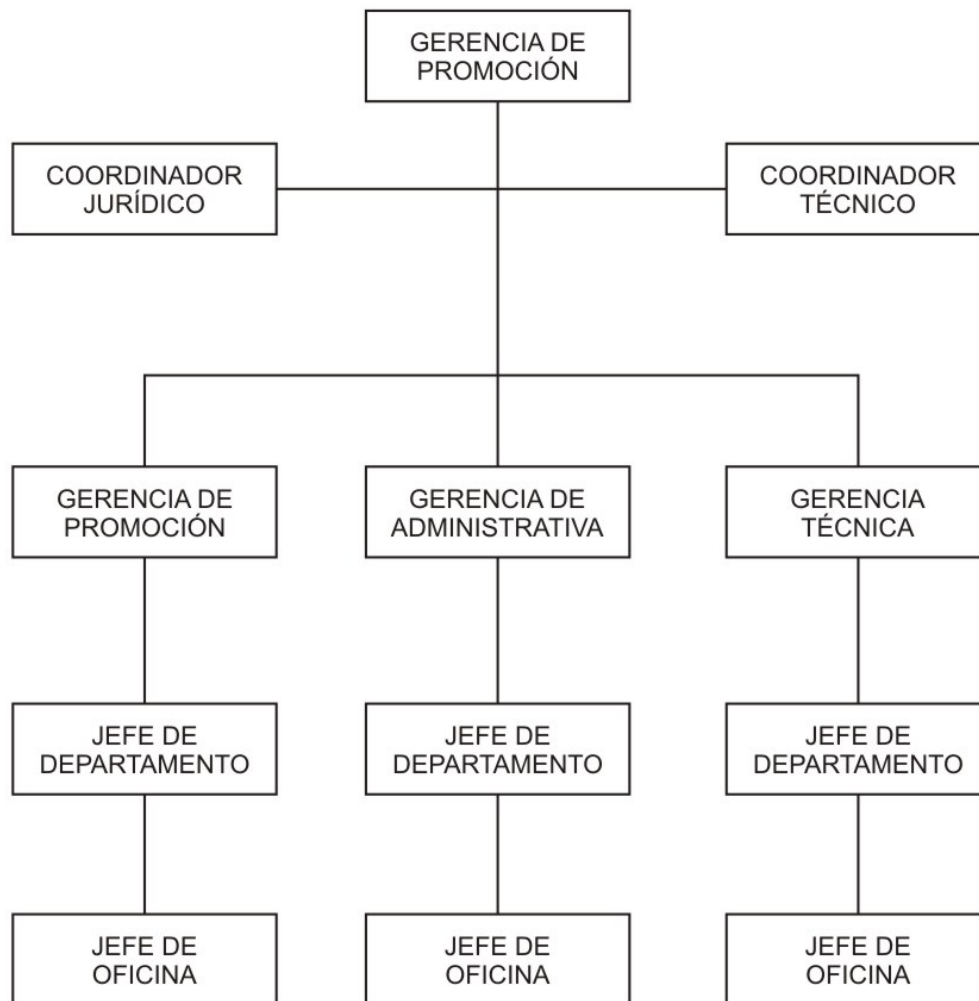 GERENCIA DE
PROMOCIÓN
COORDINADOR
JURÍDICO
COORDINADOR
TÉCNICO
GERENCIA DE
PROMOCIÓN
GERENCIA DE
ADMINISTRATIVA
GERENCIA
TÉCNICA
JEFE DE
DEPARTAMENTO
JEFE DE
DEPARTAMENTO
JEFE DE
DEPARTAMENTO
JEFE DE
OFICINA
JEFE DE
OFICINA
JEFE DE
OFICINA